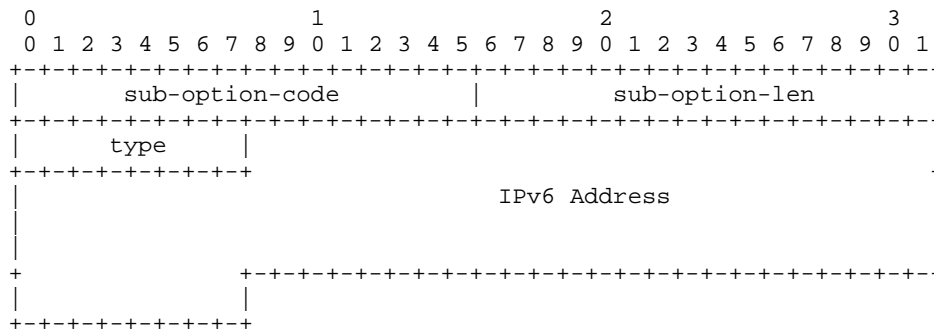 0                   1                   2                   3
 0 1 2 3 4 5 6 7 8 9 0 1 2 3 4 5 6 7 8 9 0 1 2 3 4 5 6 7 8 9 0 1
+-+-+-+-+-+-+-+-+-+-+-+-+-+-+-+-+-+-+-+-+-+-+-+-+-+-+-+-+-+-+-+-
|       sub-option-code         |         sub-option-len
+-+-+-+-+-+-+-+-+-+-+-+-+-+-+-+-+-+-+-+-+-+-+-+-+-+-+-+-+-+-+-+-
|      type     |
+-+-+-+-+-+-+-+-+                                               -
|                                 IPv6 Address
|
|
+               +-+-+-+-+-+-+-+-+-+-+-+-+-+-+-+-+-+-+-+-+-+-+-+-
|               |
+-+-+-+-+-+-+-+-+